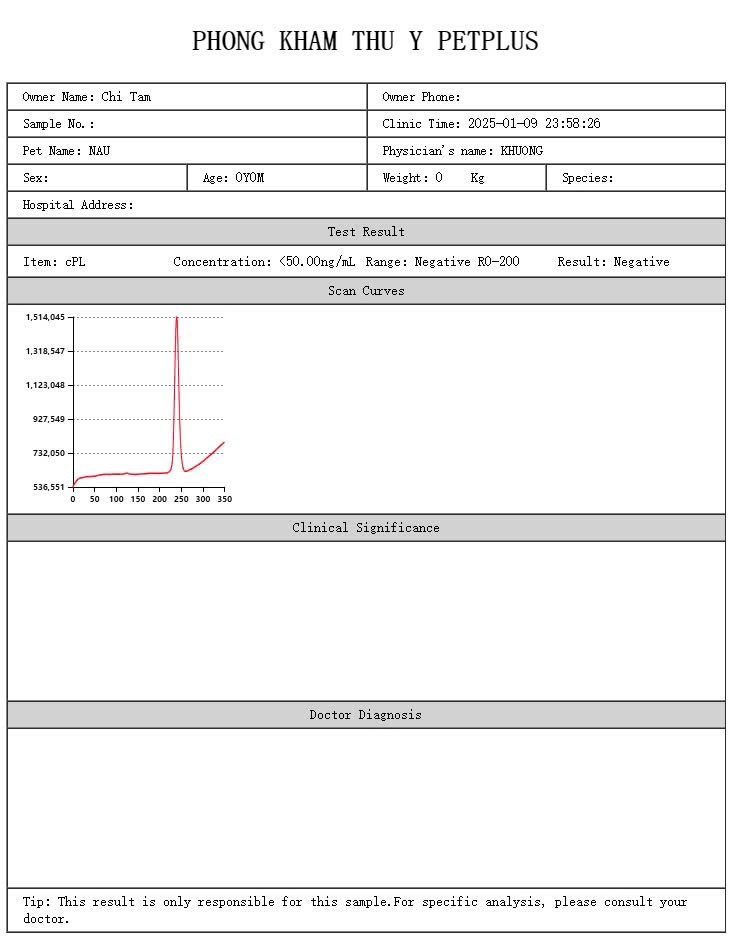 PHONG KHAM THU Y PETPLUS
Owner Name: Chi Tam Owner Phone:
Sample No.: Clinic Time: 2025-01-09 23:58:26
Pet Name: NAU Physician's name: KHUONG
Sex: Age: 0Y0M Weight: 0 Kg Species:
Hospital Address:
Test Result
Item: cPL Concentration: <50.00ng/mL Range: Negative R0-200 Result: Negative
Scan Curves
1,514,045
1,318,547
1,123,048
927,549
732,050
536,551
0 50 100 150 200 250 300 350
Clinical Significance
Doctor Diagnosis
Tip: This result is only responsible for this sample.For specific analysis, please consult your
doctor.